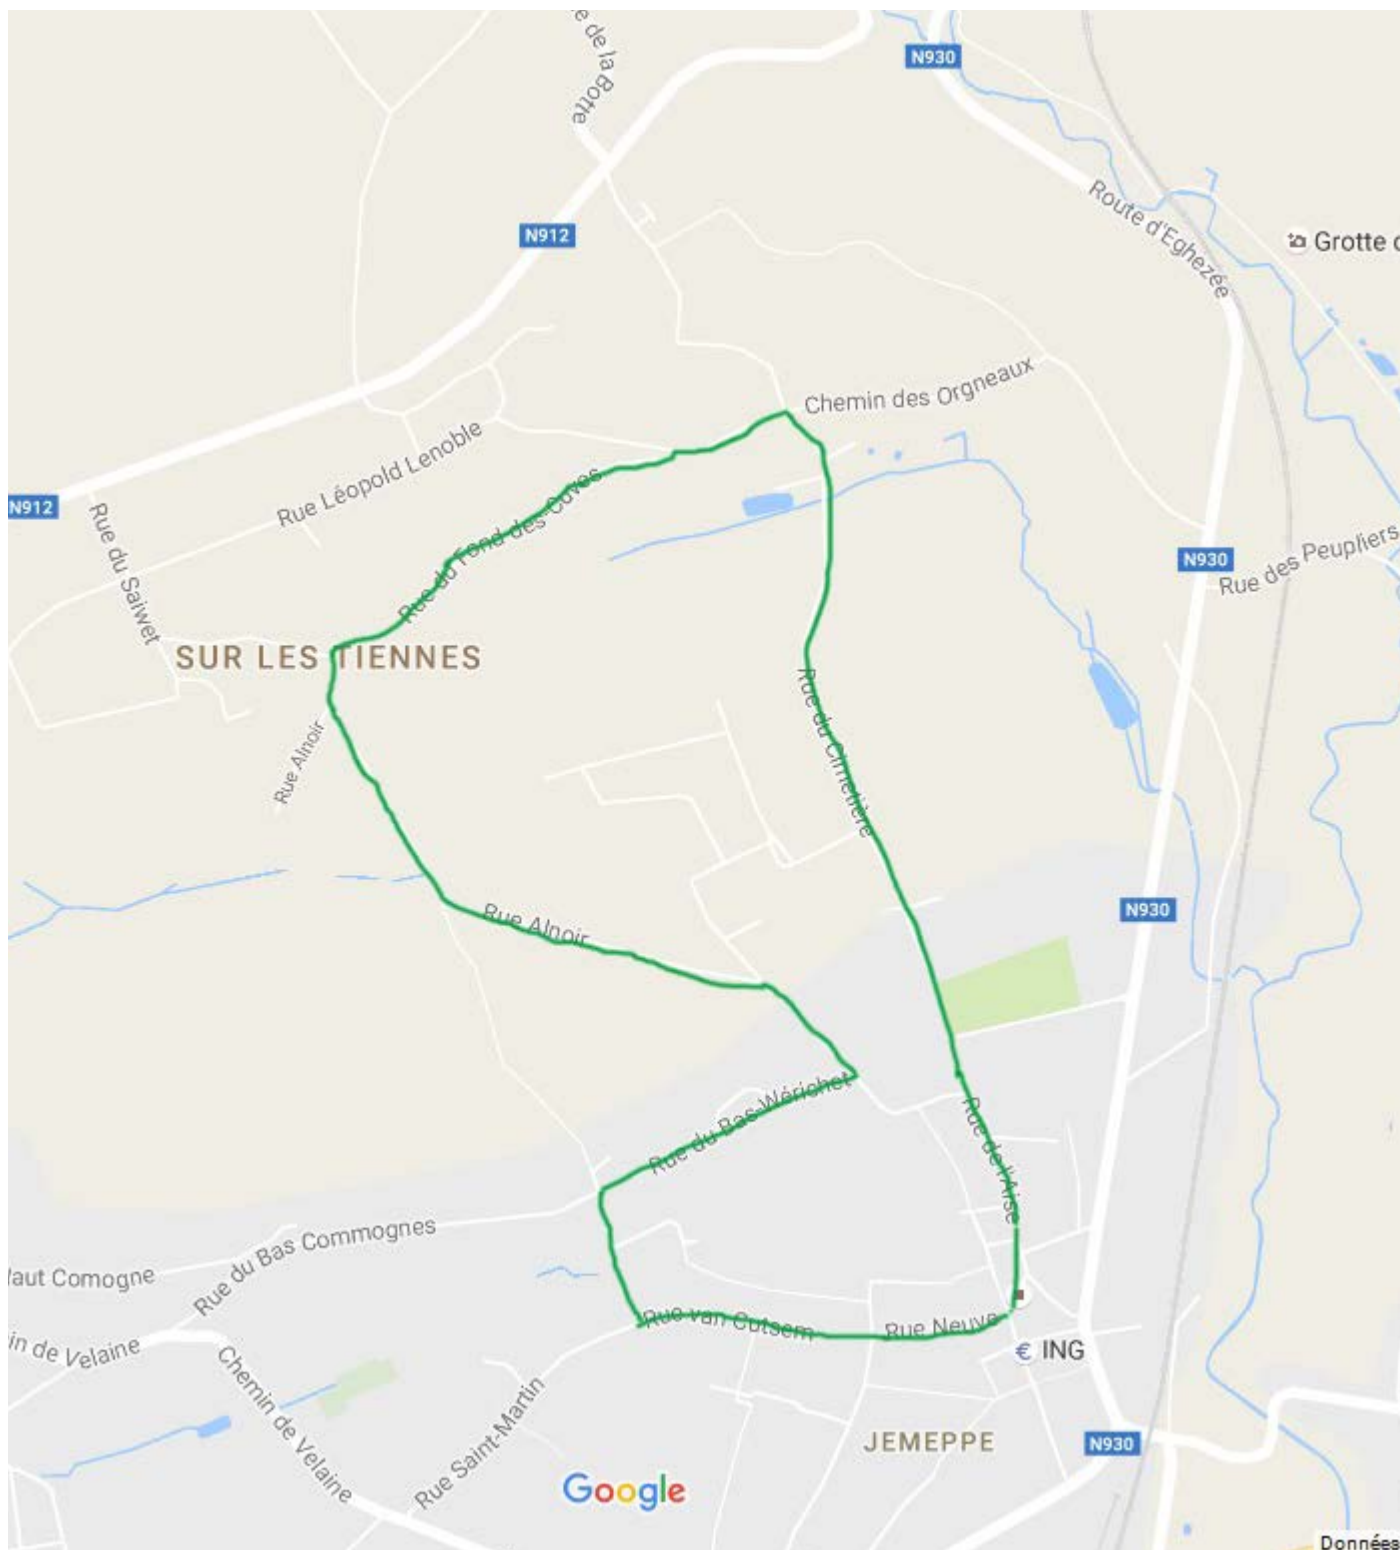 e de la Botte
N930
Route d'Eghezée
N912
Grotte
Chemin des Orgneaux
Rue Léopold Lenoble
N912
Rue du Fond des Cuves
Rue du Saiwet
N930
Rue des Peupliers
SUR LES TIENNES
Rue du Cimetière
Rue Alnoir
N930
Rue Alnoir
Rue du Bas-Wérichet
Rue de l'Aise
Rue du Bas Commognes
aut Comogne
Rue van Cutsem
Rue Neuve
in de Velaine
€ ING
Chemin de Velaine
Rue Saint-Martin
JEMEPPE
N930
Google
Données